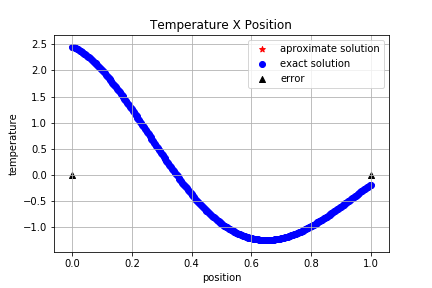 Temperature X Position
aproximate solution
exact solution
error
temperature
2.5
2.0
1.5
1.0
0.5
0.0
−0.5
−1.0
0.0 0.2 0.4 0.6 0.8 1.0
position